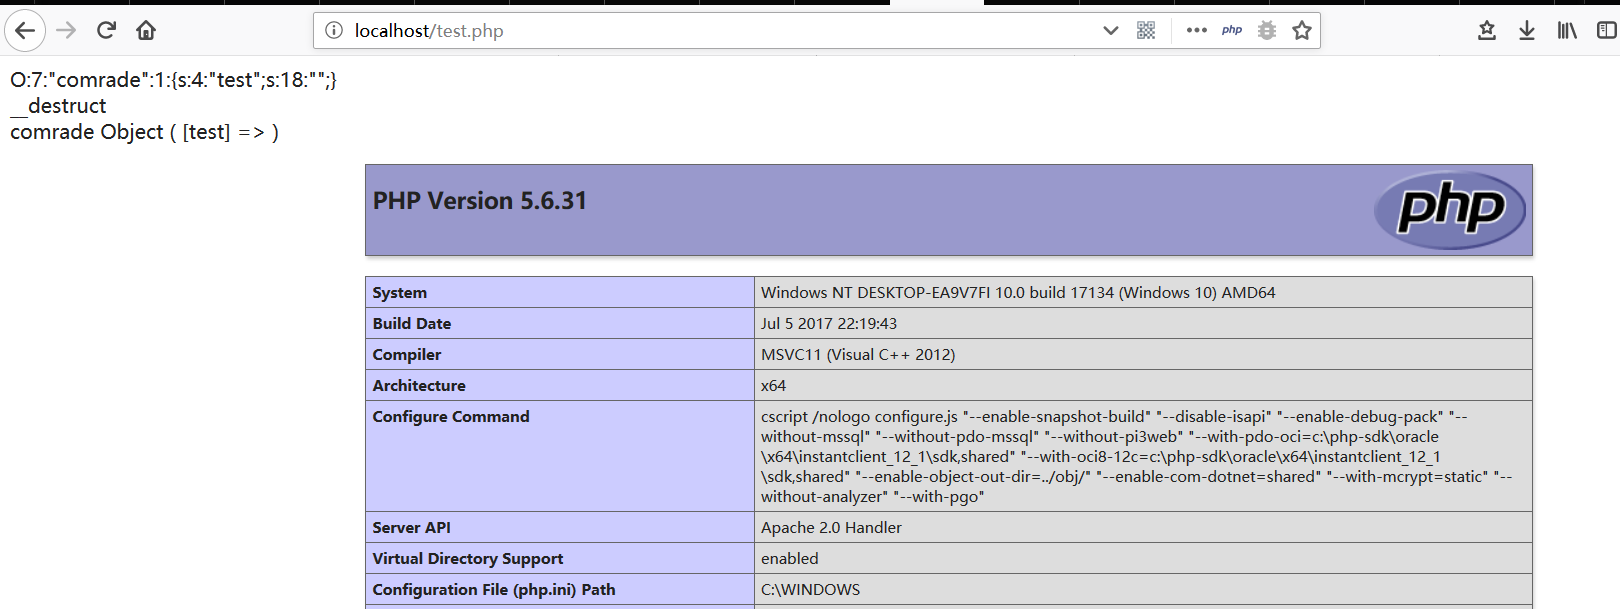 localhost/test.php
php
O:7:"comrade":1:{s:4:"test";s:18:"";}
__destruct
comrade Object ( [test] => )
PHP Version 5.6.31
php
System Windows NT DESKTOP-EA9V7FI 10.0 build 17134 (Windows 10) AMD64
Build Date Jul 5 2017 22:19:43
Compiler MSVC11 (Visual C++ 2012)
Architecture x64
Configure Command cscript /nologo configure.js "--enable-snapshot-build" "--disable-isapi" "--enable-debug-pack" "--
without-mssql" "--without-pdo-mssql" "--without-pi3web" "--with-pdo-oci=c:\php-sdk\oracle
\x64\instantclient_12_1\sdk,shared" "--with-oci8-12c=c:\php-sdk\oracle\x64\instantclient_12_1
\sdk,shared" "--enable-object-out-dir=../obj/" "--enable-com-dotnet=shared" "--with-mcrypt=static" "--
without-analyzer" "--with-pgo"
Server API Apache 2.0 Handler
Virtual Directory Support enabled
Configuration File (php.ini) Path C:\WINDOWS